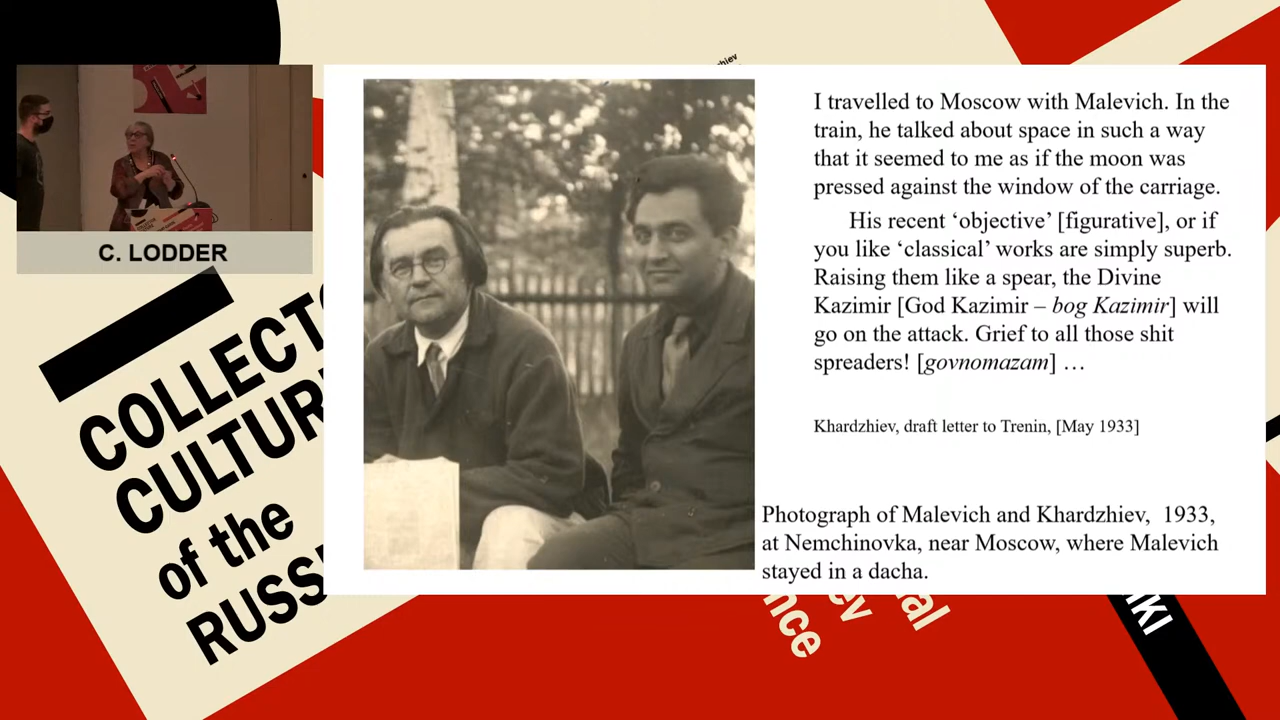 C. LODDER
COLLECT
CULTUR
of the
RUSS
I travelled to Moscow with Malevich. In the
train, he talked about space in such a way
that it seemed to me as if the moon was
pressed against the window of the carriage.
His recent ‘objective’ [figurative], or if
you like ‘classical’ works are simply superb.
Raising them like a spear, the Divine
Kazimir [God Kazimir – bog Kazimir] will
go on the attack. Grief to all those shit
spreaders! [govnomazam] …
Khardzhiev, draft letter to Trenin, [May 1933]
Photograph of Malevich and Khardzhiev, 1933,
at Nemchinovka, near Moscow, where Malevich
stayed in a dacha.